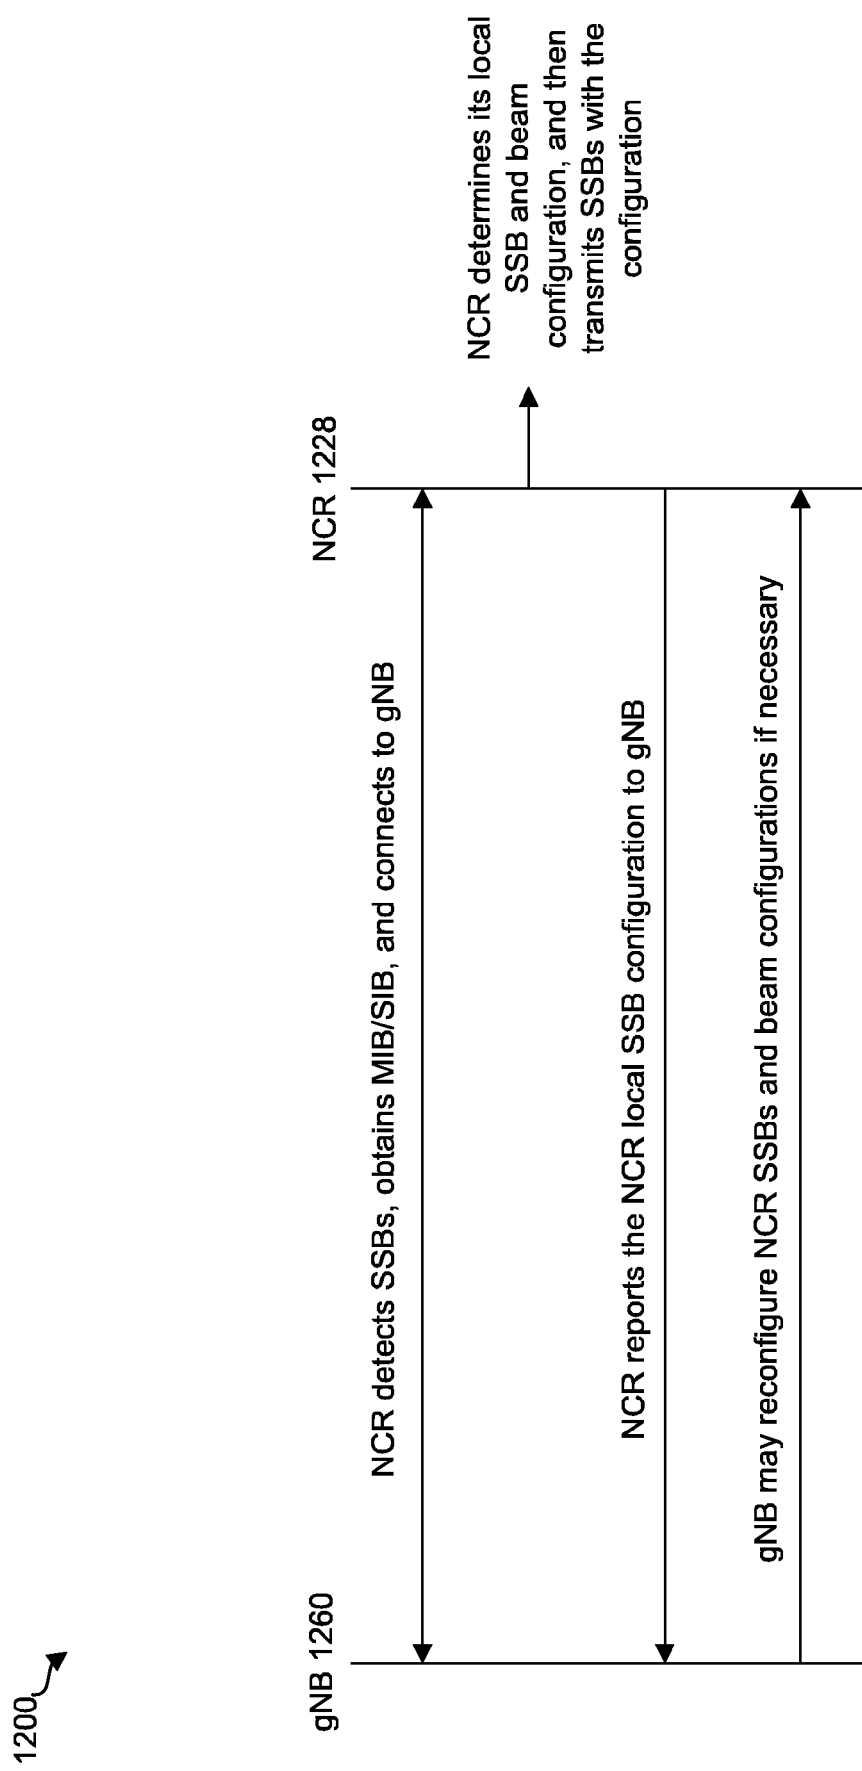 1200
gNB 1260
NCR 1228
NCR detects SSBs, obtains MIB/SIB, and connects to gNB
NCR determines its local
SSB and beam
configuration, and then
transmits SSBs with the
configuration
NCR reports the NCR local SSB configuration to gNB
gNB may reconfigure NCR SSBs and beam configurations if necessary